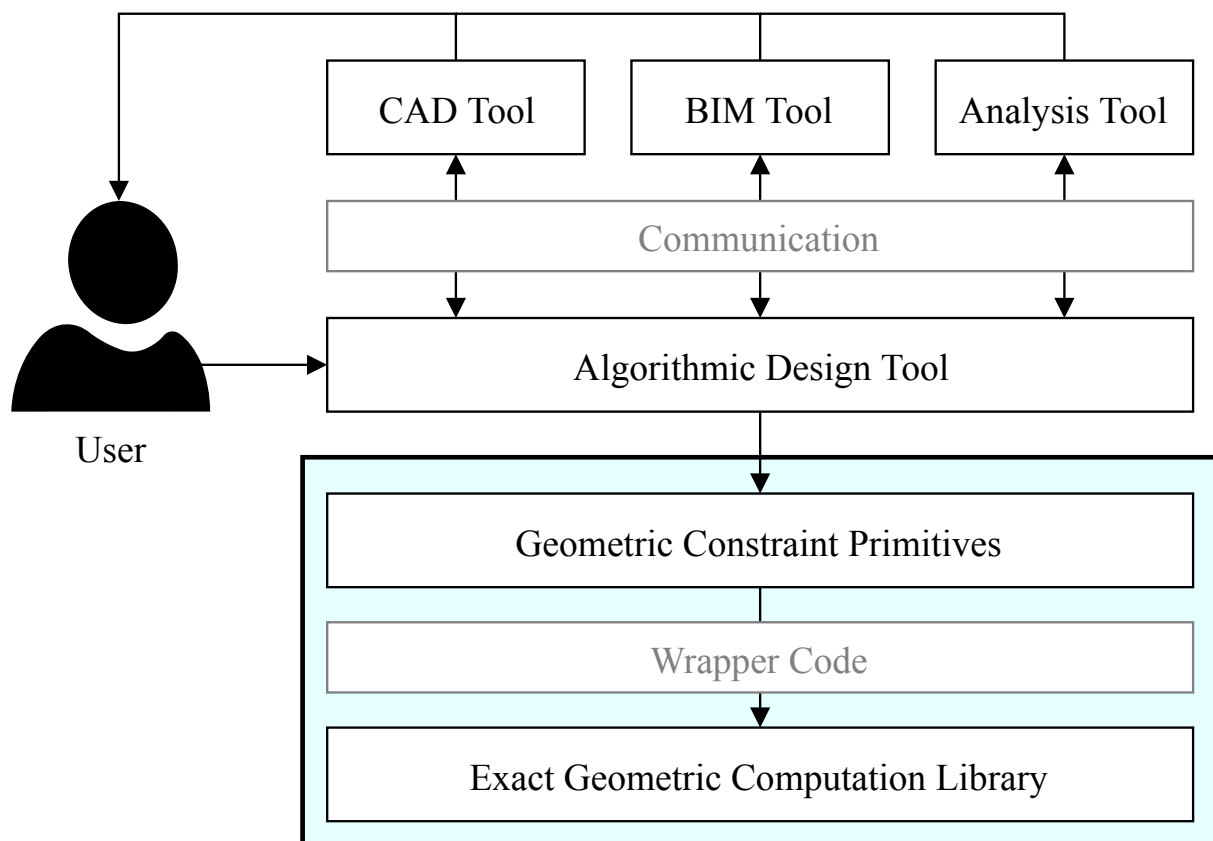 CAD Tool
BIM Tool
Analysis Tool
Communication
Algorithmic Design Tool
User
Geometric Constraint Primitives
Wrapper Code
Exact Geometric Computation Library